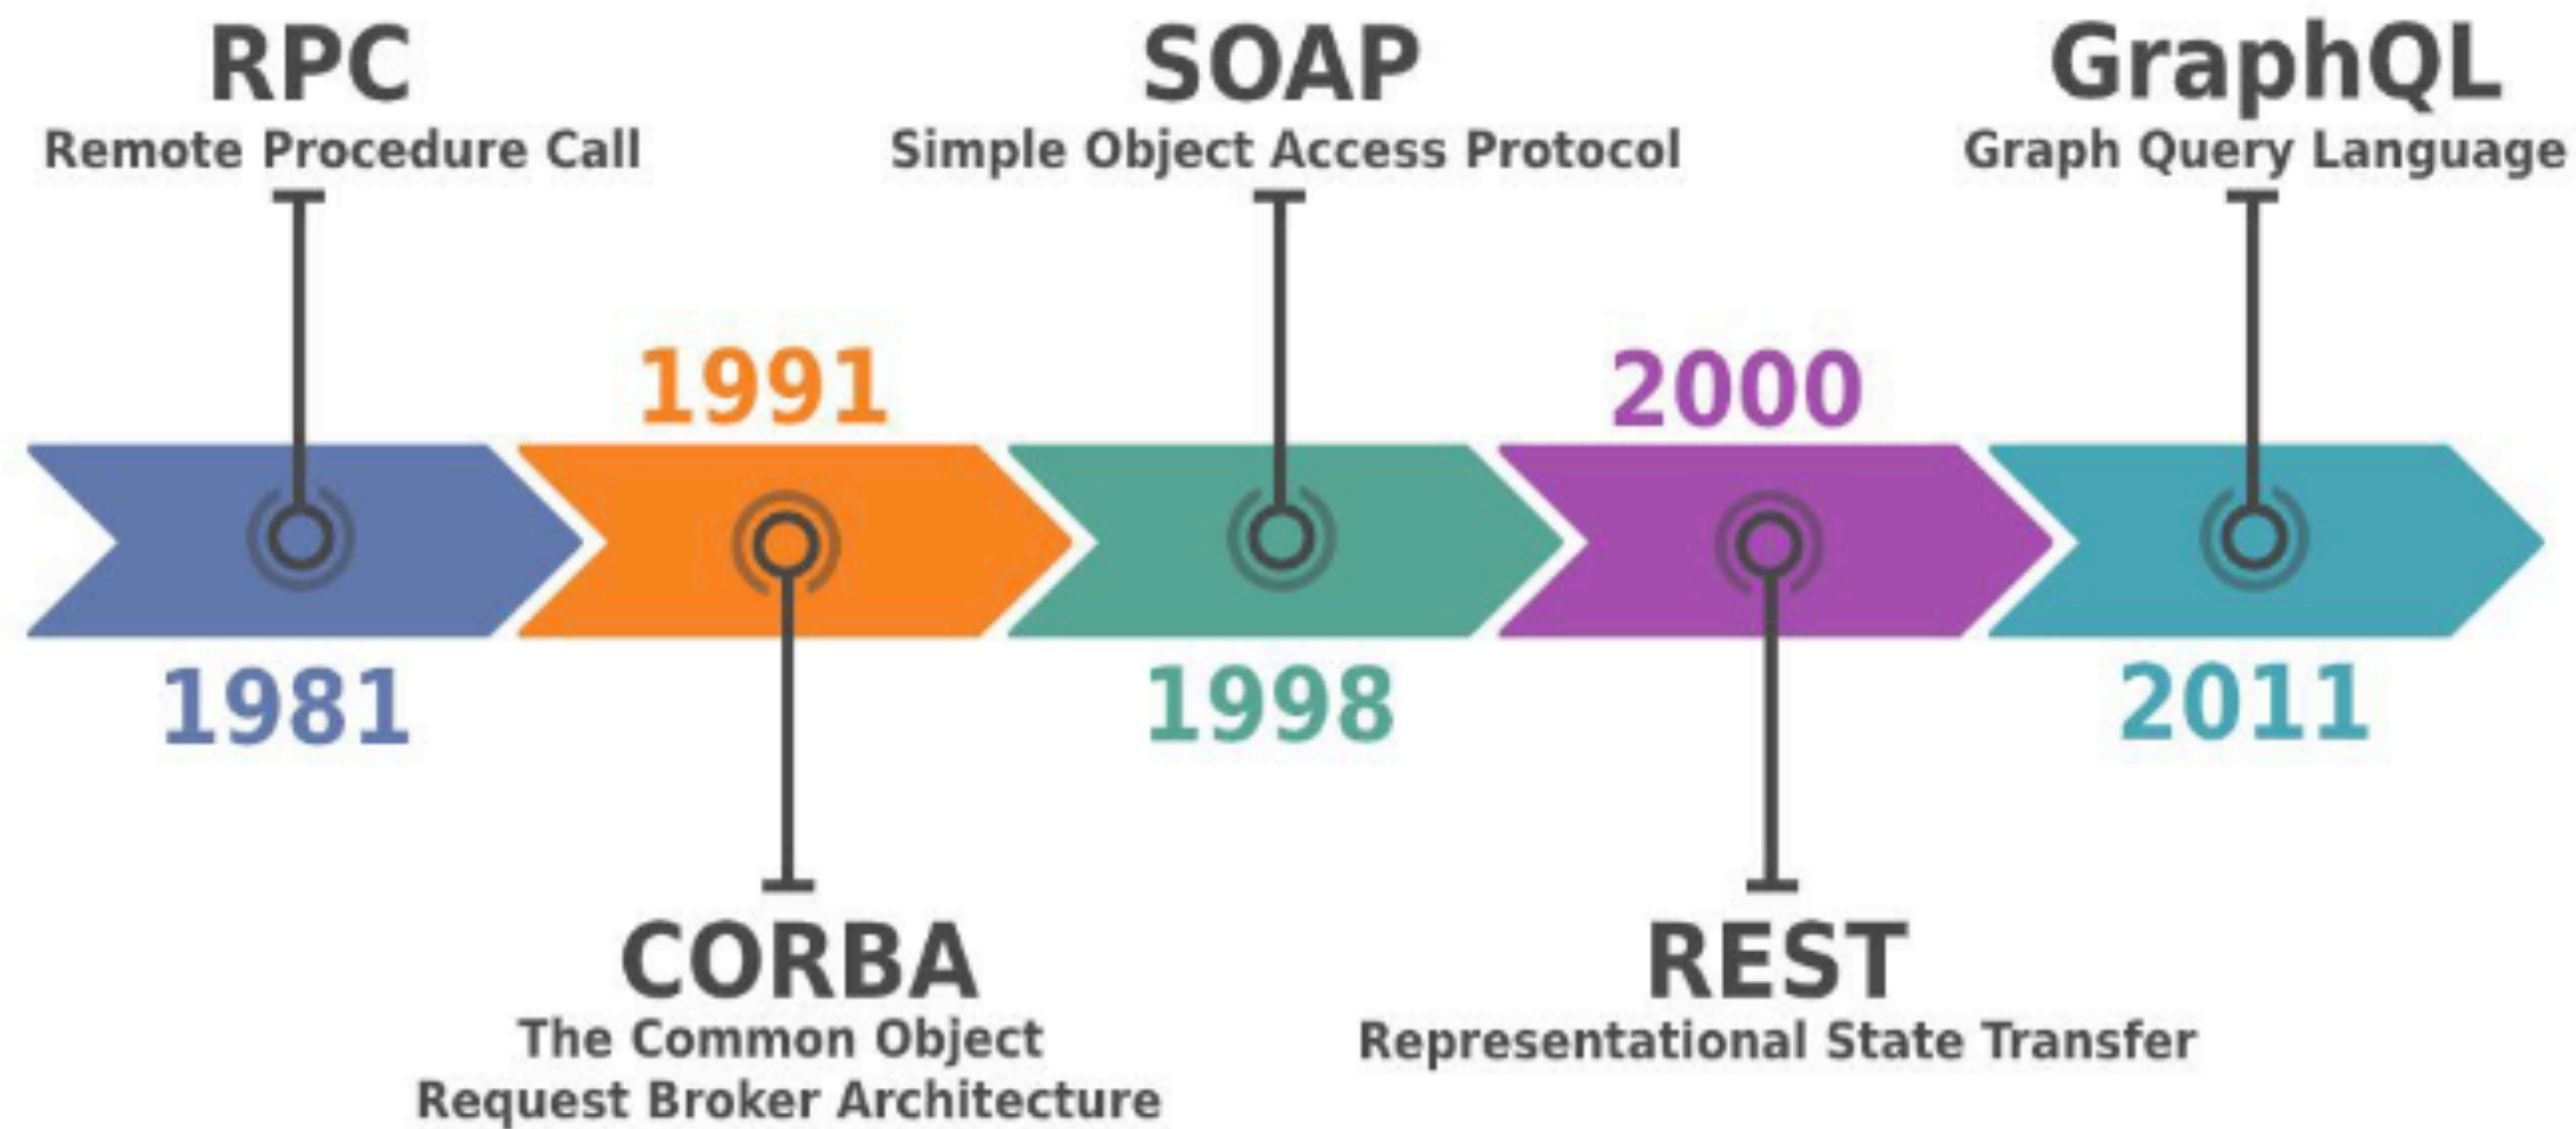 RPC
Remote Procedure Call
SOAP
Simple Object Access Protocol
GraphQL
Graph Query Language
1991
2000
1981
1998
2011
CORBA
The Common Object
Request Broker Architecture
REST
Representational State Transfer